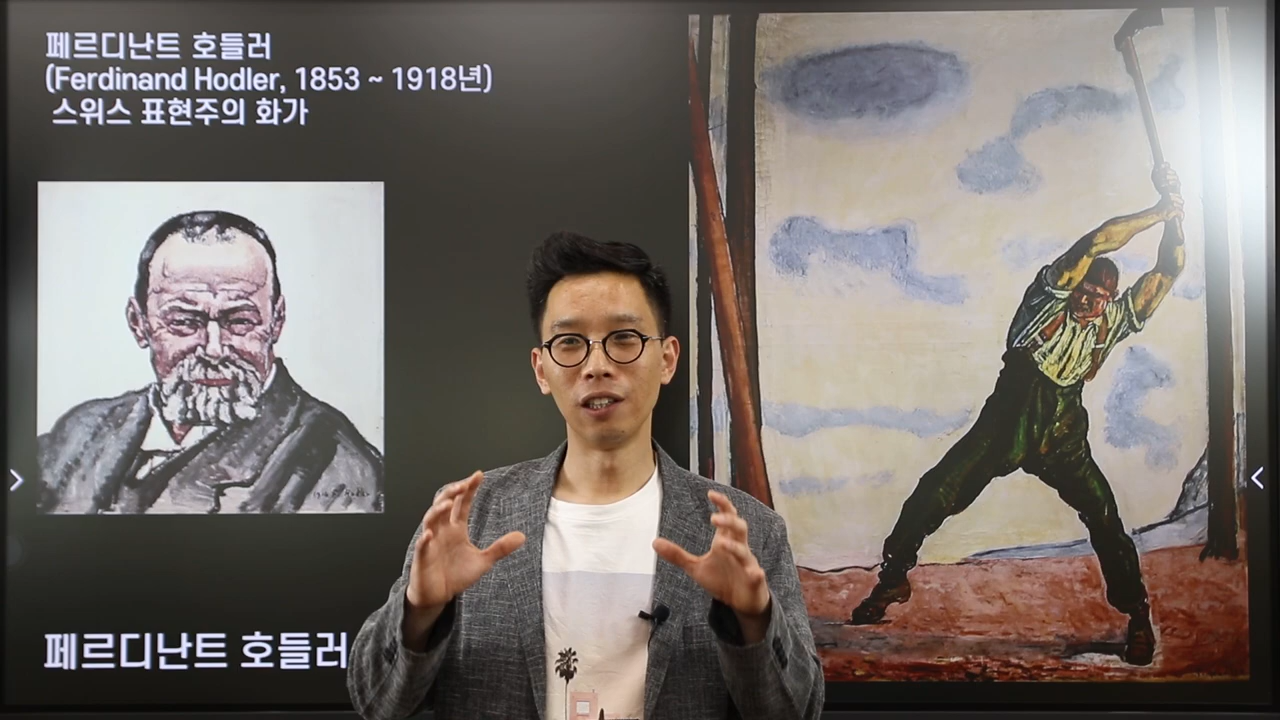 페르디난트 호들러
(Ferdinand Hodler, 1853 ~ 1918년)
스위스 표현주의 화가
페르디난트 호들러